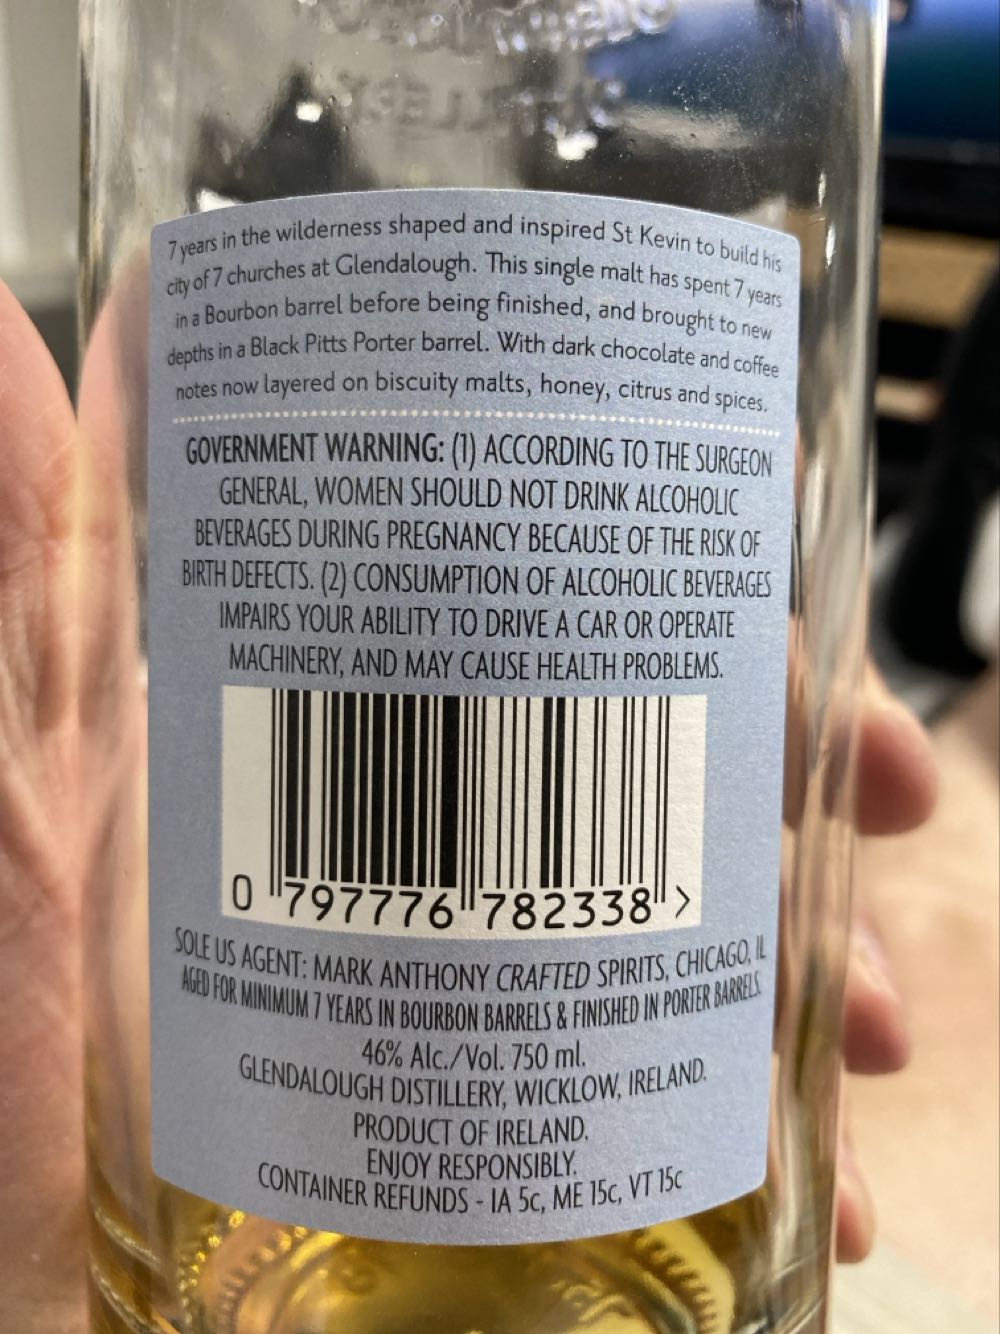 7 years in the wilderness shaped and inspired St Kevin to build his
city of 7 churches at Glendalough. This single malt has spent 7 years
in a Bourbon barrel before being finished, and brought to new
depths in a Black Pitts Porter barrel. With dark chocolate and coffee
notes now layered on biscuity malts, honey, citrus and spices.
GOVERNMENT WARNING: (1) ACCORDING TO THE SURGEON
GENERAL, WOMEN SHOULD NOT DRINK ALCOHOLIC
BEVERAGES DURING PREGNANCY BECAUSE OF THE RISK OF
BIRTH DEFECTS. (2) CONSUMPTION OF ALCOHOLIC BEVERAGES
IMPAIRS YOUR ABILITY TO DRIVE A CAR OR OPERATE
MACHINERY, AND MAY CAUSE HEALTH PROBLEMS.
0 797776 782338 >
SOLE US AGENT: MARK ANTHONY CRAFTED SPIRITS, CHICAGO, IL
AGED FOR MINIMUM 7 YEARS IN BOURBON BARRELS & FINISHED IN PORTER BARRELS.
46% Alc./Vol. 750 ml.
GLENDALOUGH DISTILLERY, WICKLOW, IRELAND.
PRODUCT OF IRELAND.
ENJOY RESPONSIBLY.
CONTAINER REFUNDS - IA 5c, ME 15c, VT 15c